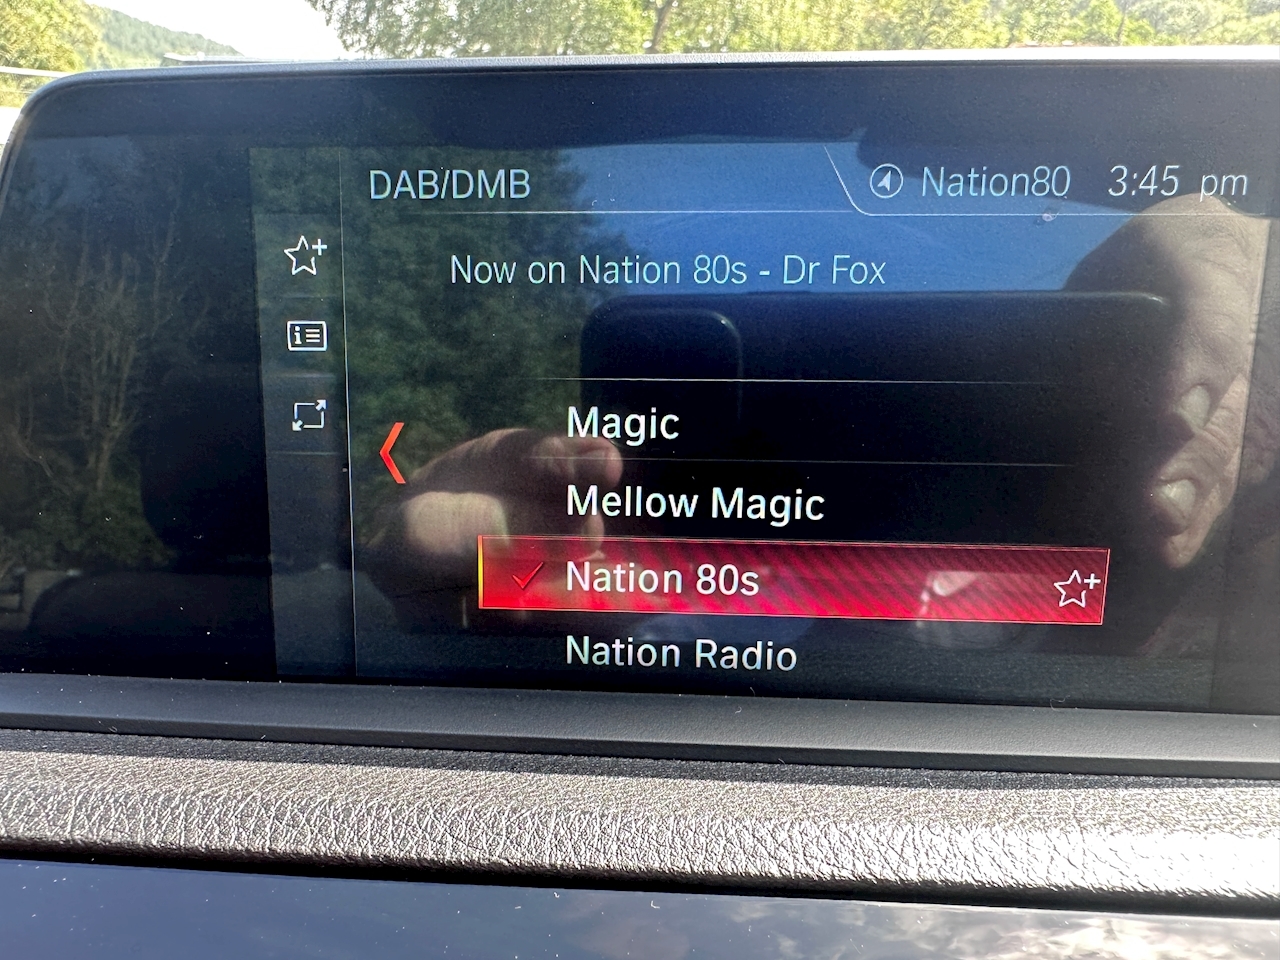 DAB/DMB
Nation80 3:45 pm
Now on Nation 80s - Dr Fox
Magic
Mellow Magic
Nation 80s
Nation Radio